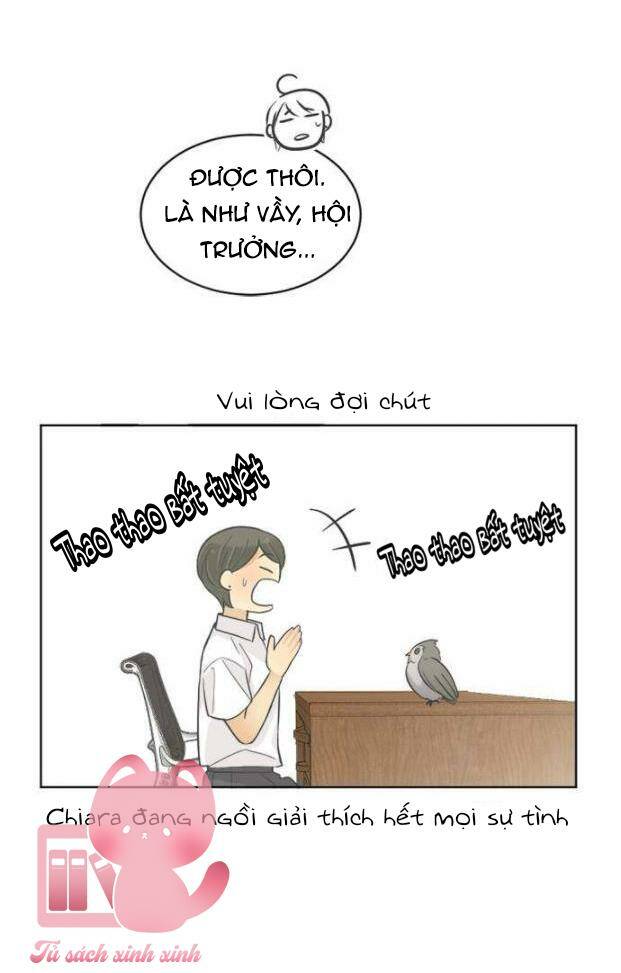 ĐƯỢC THÔI.
LÀ NHƯ VẦY, HỘI
TRƯỞNG...
Vui lòng đợi chút
Thao thao Bất tuyệt
Thao thao Bất tuyệt
Chiara đang ngồi giải thích hết mọi sự tình
Tủ sách xinh xinh